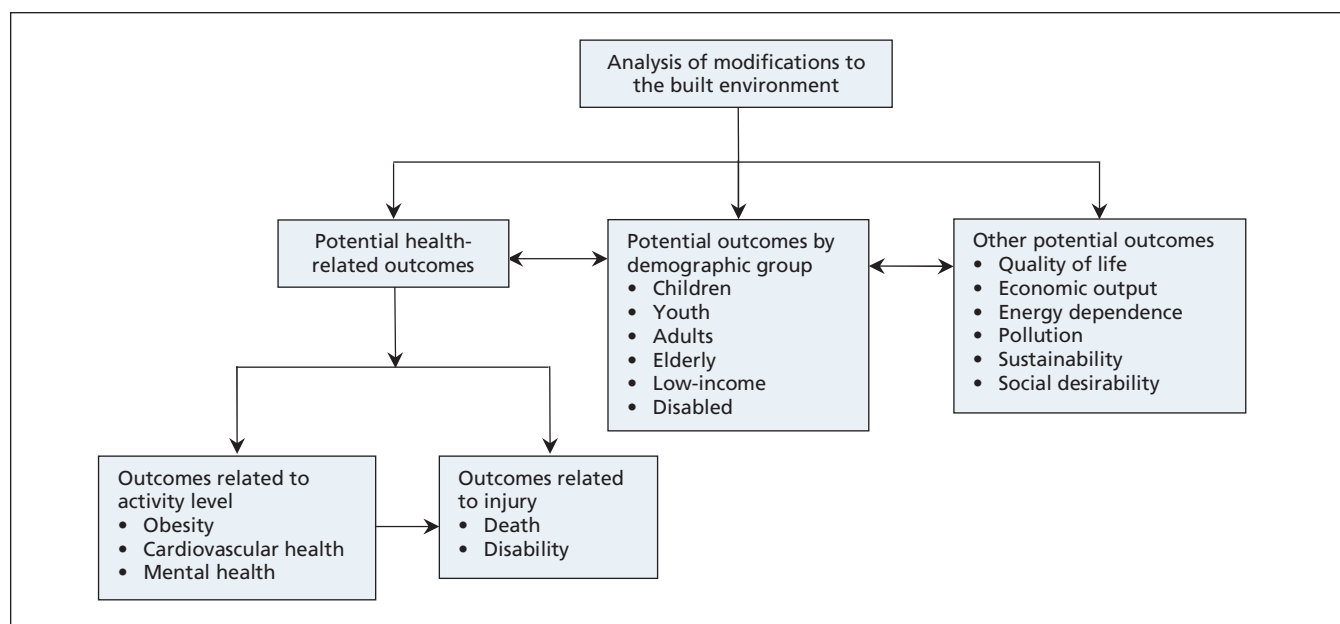 Analysis of modifications to
the built environment
Potential health-
related outcomes
Potential outcomes by
demographic group
• Children
• Youth
• Adults
• Elderly
• Low-income
• Disabled
Other potential outcomes
• Quality of life
• Economic output
• Energy dependence
• Pollution
• Sustainability
• Social desirability
Outcomes related to
activity level
• Obesity
• Cardiovascular health
• Mental health
Outcomes related
to injury
• Death
• Disability